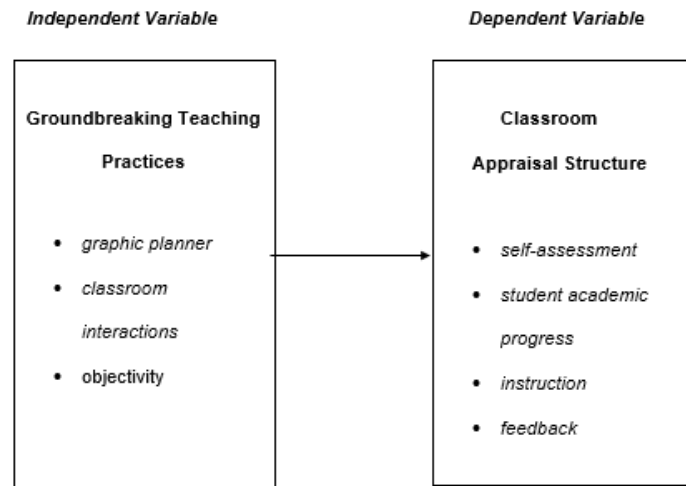 Independent Variable
Dependent Variable
Groundbreaking Teaching
Practices
• graphic planner
• classroom
interactions
• objectivity
Classroom
Appraisal Structure
• self-assessment
• student academic
progress
• instruction
• feedback